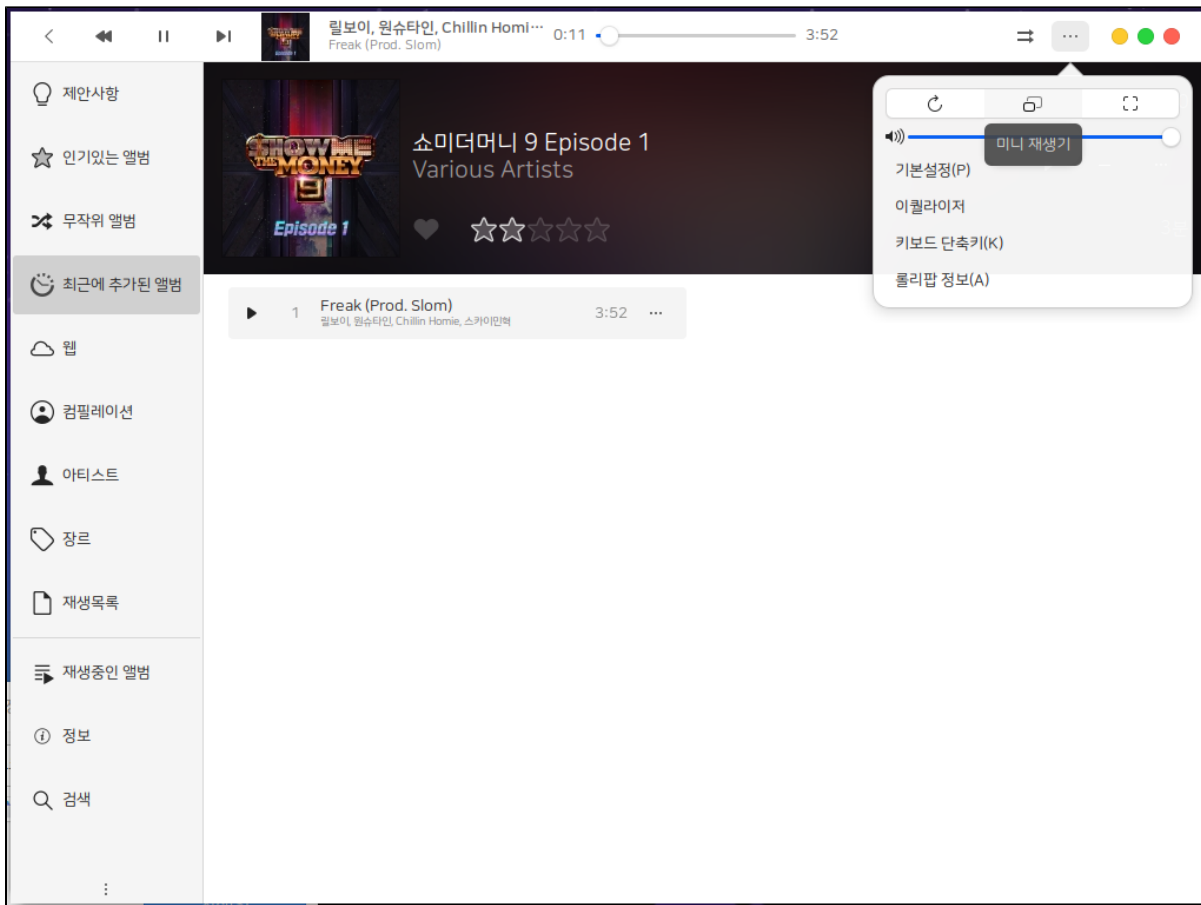 릴보이, 원슈타인, Chillin Homi…
Freak (Prod. Slom)
0:11
3:52
제안사항
인기있는 앨범
무작위 앨범
최근에 추가된 앨범
웹
컴필레이션
아티스트
장르
재생목록
재생중인 앨범
정보
검색
SHOW ME
THE MONEY
9
Episode 1
쇼미더머니 9 Episode 1
Various Artists
1
Freak (Prod. Slom)
3:52
릴보이, 원슈타인, Chillin Homie, 스카이민혁
미니 재생기
기본설정(P)
이퀄라이저
키보드 단축키(K)
롤리팝 정보(A)